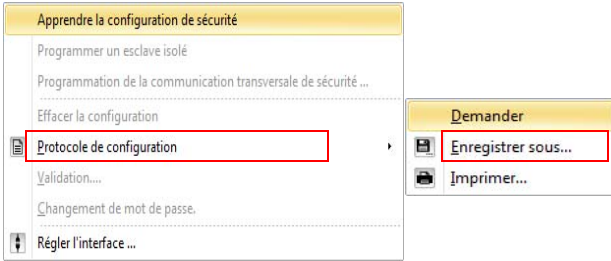 Apprendre la configuration de sécurité
Programmer un esclave isolé
Programmation de la communication transversale de sécurité ...
Effacer la configuration
Protocole de configuration
Validation....
Changement de mot de passe.
Régler l'interface ...
Demander
Enregistrer sous...
Imprimer...